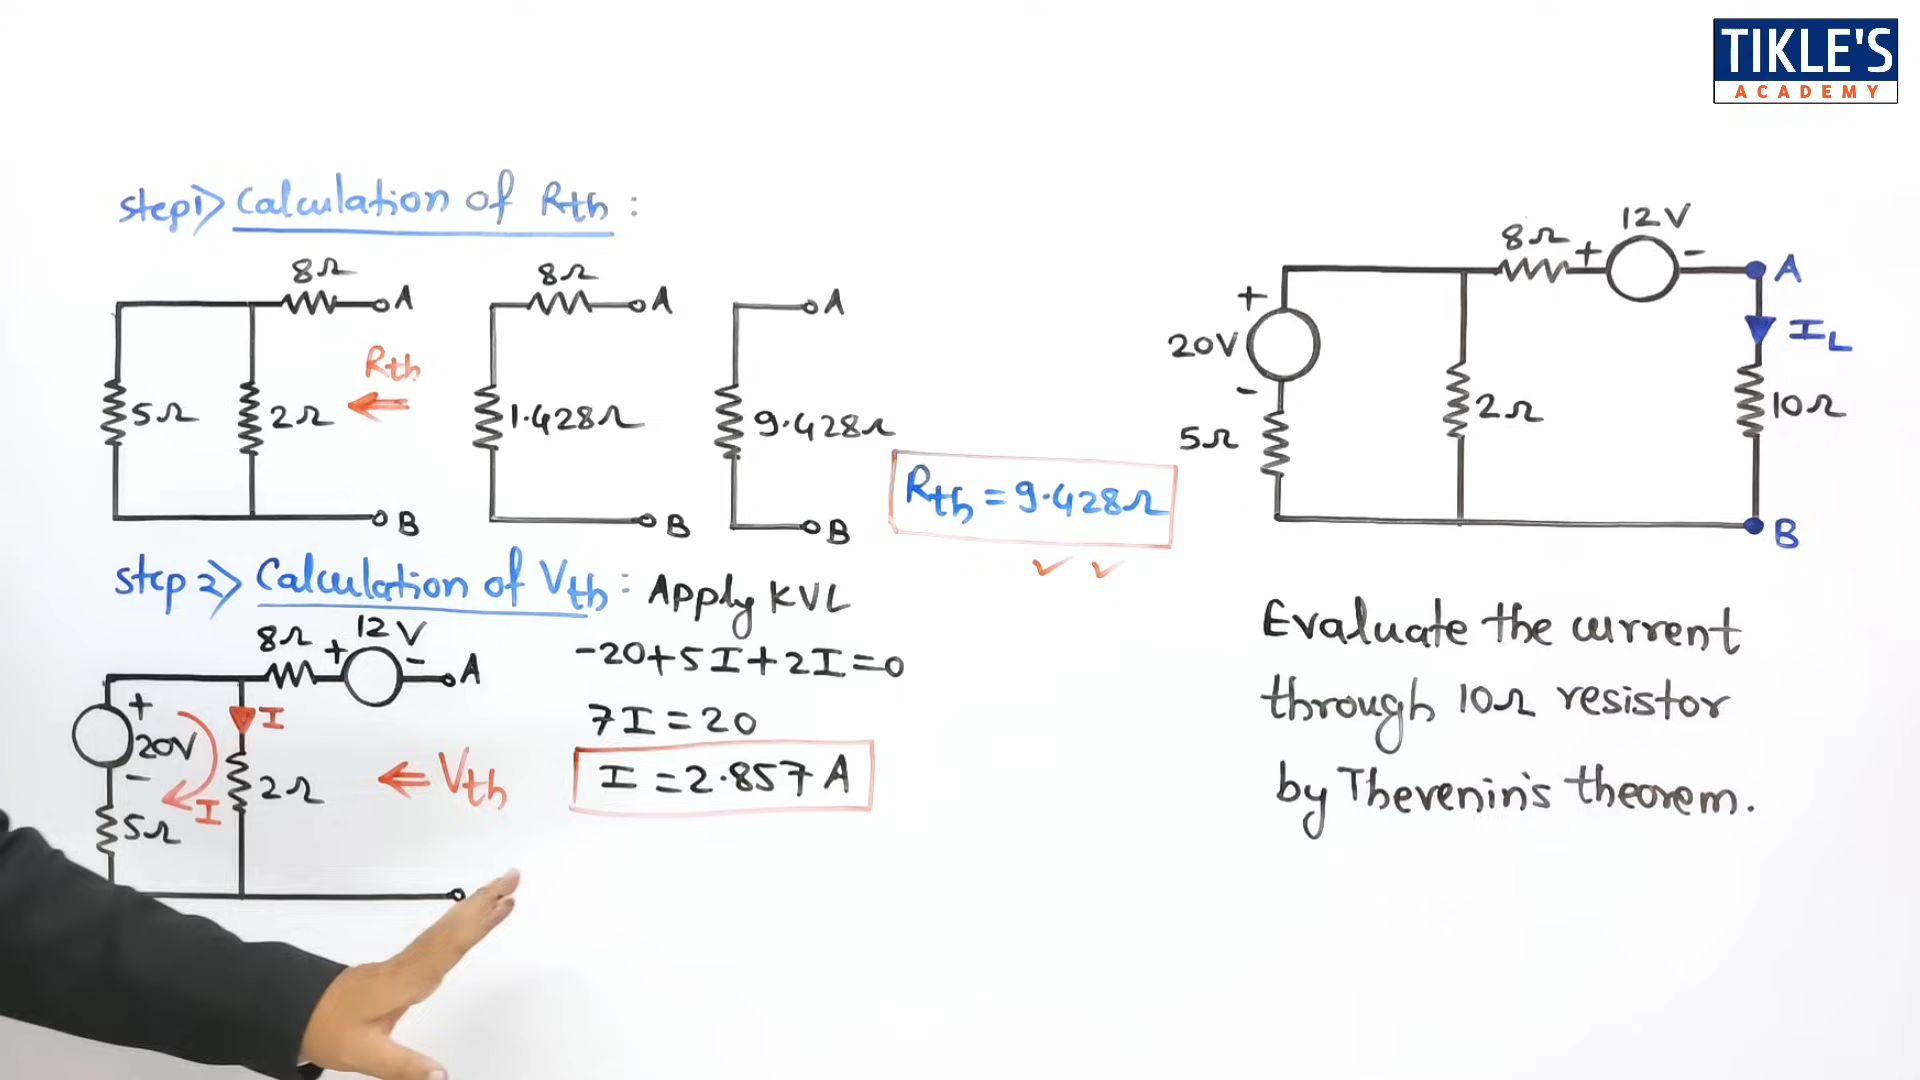 TIKLE'S
ACADEMY
step1) Calculation of Rth :
8Ω
A
5Ω
2Ω
Rth
B
8Ω
A
1.428Ω
B
A
9.428Ω
B
Rth = 9.428Ω
step 2) Calculation of Vth : Apply KVL
8Ω
12 V
+
-
A
+
20V
-
5Ω
I
I
2Ω
Vth
-20+5I+2I=0
7I = 20
I = 2.857 A
8Ω
12V
+
-
A
+
20V
-
5Ω
2Ω
IL
10Ω
B
Evaluate the current
through 10Ω resistor
by Thevenin's theorem.